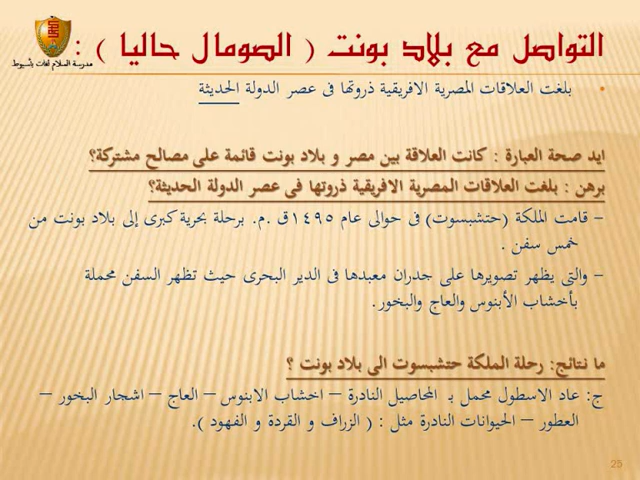 التواصل مع بلاد بونت ( الصومال حاليا ) :
مدرسة السلام لغات بأسيوط
• بلغت العلاقات المصرية الافريقية ذروتها فى عصر الدولة الحديثة
ايد صحة العبارة : كانت العلاقة بين مصر و بلاد بونت قائمة على مصالح مشتركة؟
برهن : بلغت العلاقات المصرية الافريقية ذروتها فى عصر الدولة الحديثة؟
– قامت الملكة (حتشبسوت) فى حوالى عام ١٤٩٥ق .م. برحلة بحرية كبرى إلى بلاد بونت من
خمس سفن .
– والتى يظهر تصويرها على جدران معبدها فى الدير البحرى حيث تظهر السفن محملة
بأخشاب الأبنوس والعاج والبخور.
ما نتائج: رحلة الملكة حتشبسوت الى بلاد بونت ؟
ج: عاد الاسطول محمل بـ المحاصيل النادرة – اخشاب الابنوس – العاج – اشجار البخور –
العطور – الحيوانات النادرة مثل : ( الزراف و القردة و الفهود ).
25